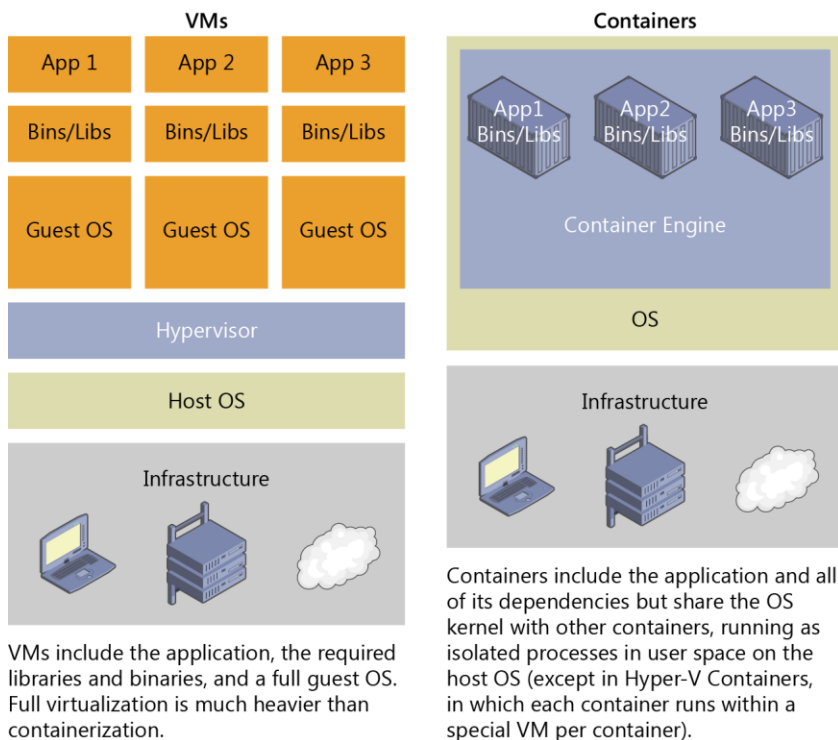 VMs
App 1
App 2
App 3
Bins/Libs
Bins/Libs
Bins/Libs
Guest OS
Guest OS
Guest OS
Hypervisor
Host OS
Infrastructure
VMs include the application, the required
libraries and binaries, and a full guest OS.
Full virtualization is much heavier than
containerization.
Containers
App1
Bins/Libs
App2
Bins/Libs
App3
Bins/Libs
Container Engine
OS
Infrastructure
Containers include the application and all
of its dependencies but share the OS
kernel with other containers, running as
isolated processes in user space on the
host OS (except in Hyper-V Containers,
in which each container runs within a
special VM per container).